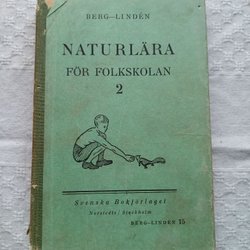 BERG—LINDÉN
NATURLÄRA
FÖR FOLKSKOLAN
2
Svenska Bokförlaget
Norstedts / Stockholm
BERG-LINDÉN 15